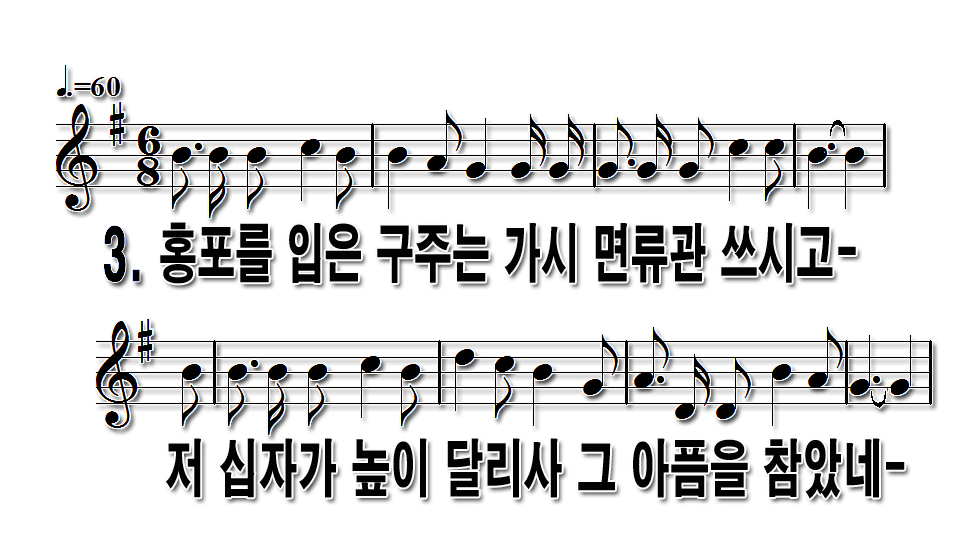 ♩.=60
6
8
3. 홍포를 입은 구주는 가시 면류관 쓰시고-
저 십자가 높이 달리사 그 아픔을 참았네-